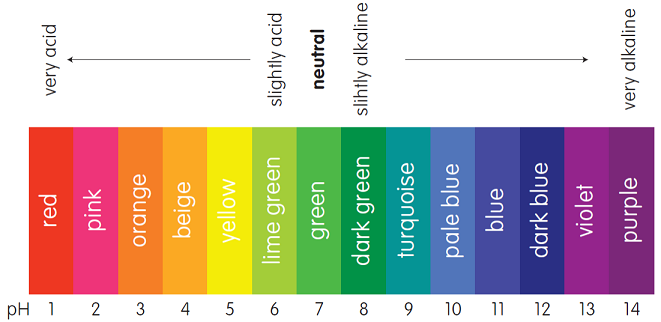 very acid
slightly acid
neutral
slihtly alkaline
very alkaline
red
pink
orange
beige
yellow
lime green
green
dark green
turquoise
pale blue
blue
dark blue
violet
purple
pH 1 2 3 4 5 6 7 8 9 10 11 12 13 14